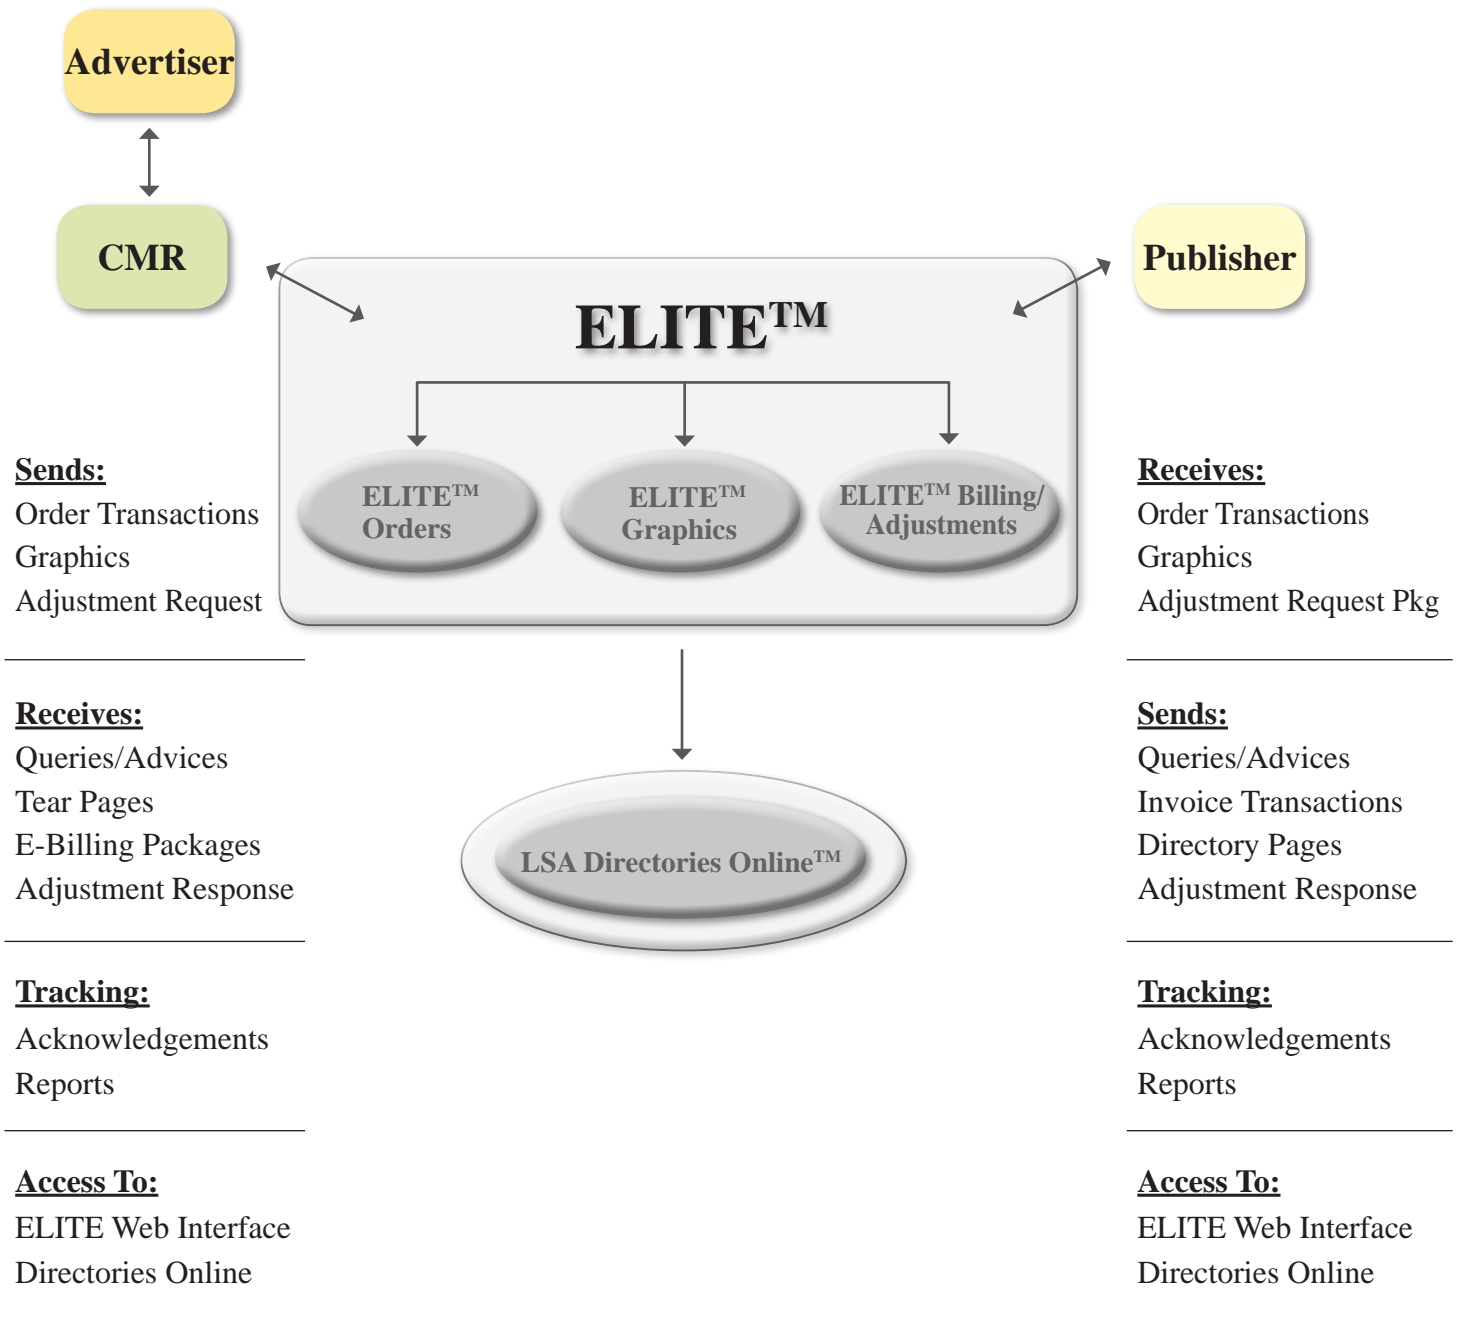 Advertiser
CMR
Publisher
ELITE™
ELITE™
Orders
ELITE™
Graphics
ELITE™ Billing/
Adjustments
LSA Directories Online™
Sends:
Order Transactions
Graphics
Adjustment Request
Receives:
Queries/Advices
Tear Pages
E-Billing Packages
Adjustment Response
Tracking:
Acknowledgements
Reports
Access To:
ELITE Web Interface
Directories Online
Receives:
Order Transactions
Graphics
Adjustment Request Pkg
Sends:
Queries/Advices
Invoice Transactions
Directory Pages
Adjustment Response
Tracking:
Acknowledgements
Reports
Access To:
ELITE Web Interface
Directories Online